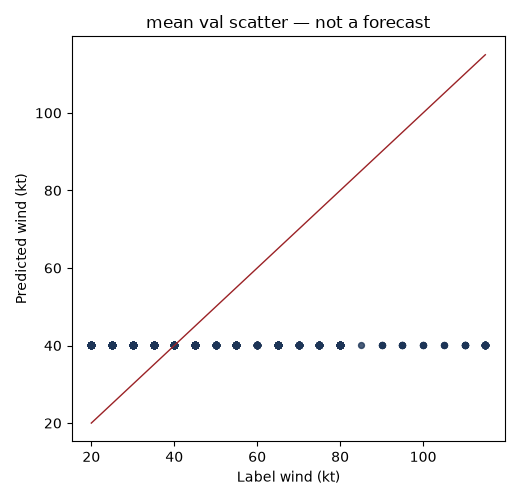 mean val scatter — not a forecast
Predicted wind (kt)
100
80
60
40
20
20 40 60 80 100
Label wind (kt)